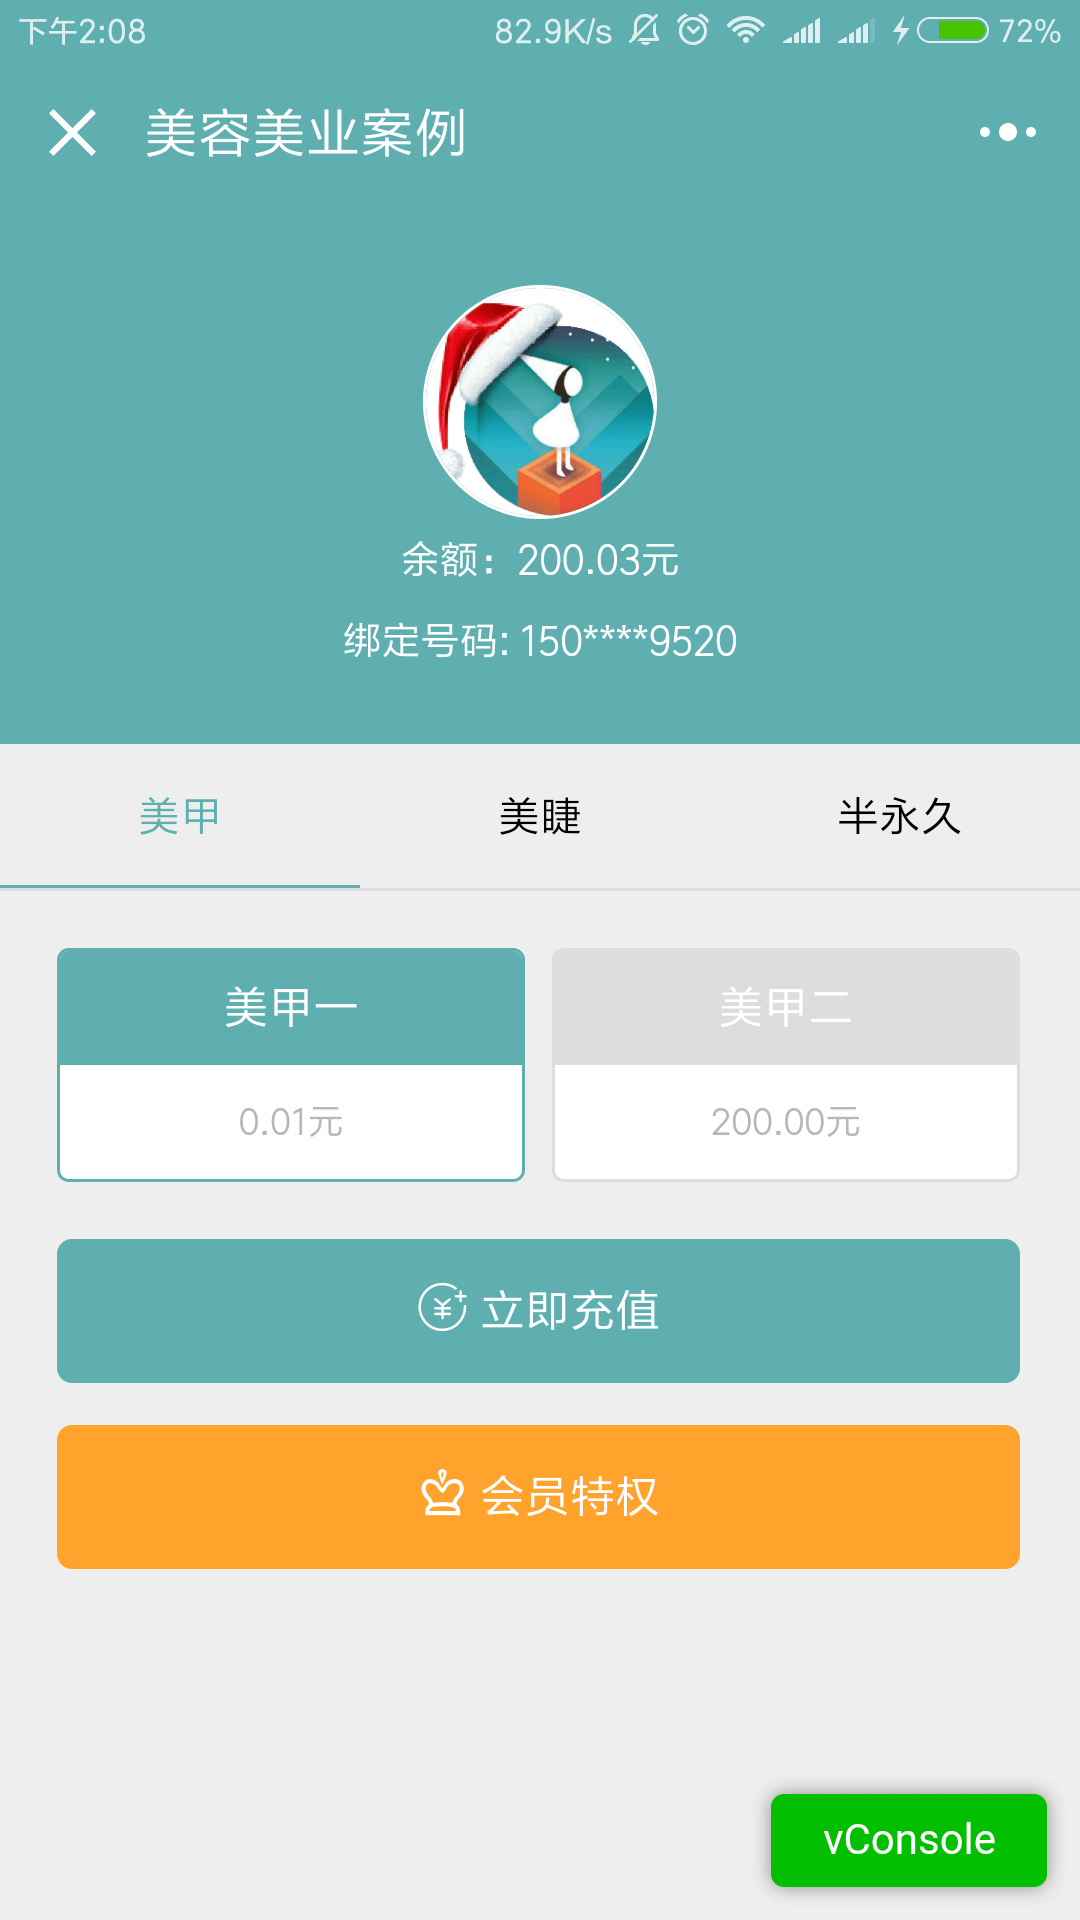 下午2:08 82.9K/s 72%
美容美业案例
余额：200.03元
绑定号码: 150****9520
美甲 美睫 半永久
美甲一 美甲二
0.01元 200.00元
立即充值
会员特权
vConsole